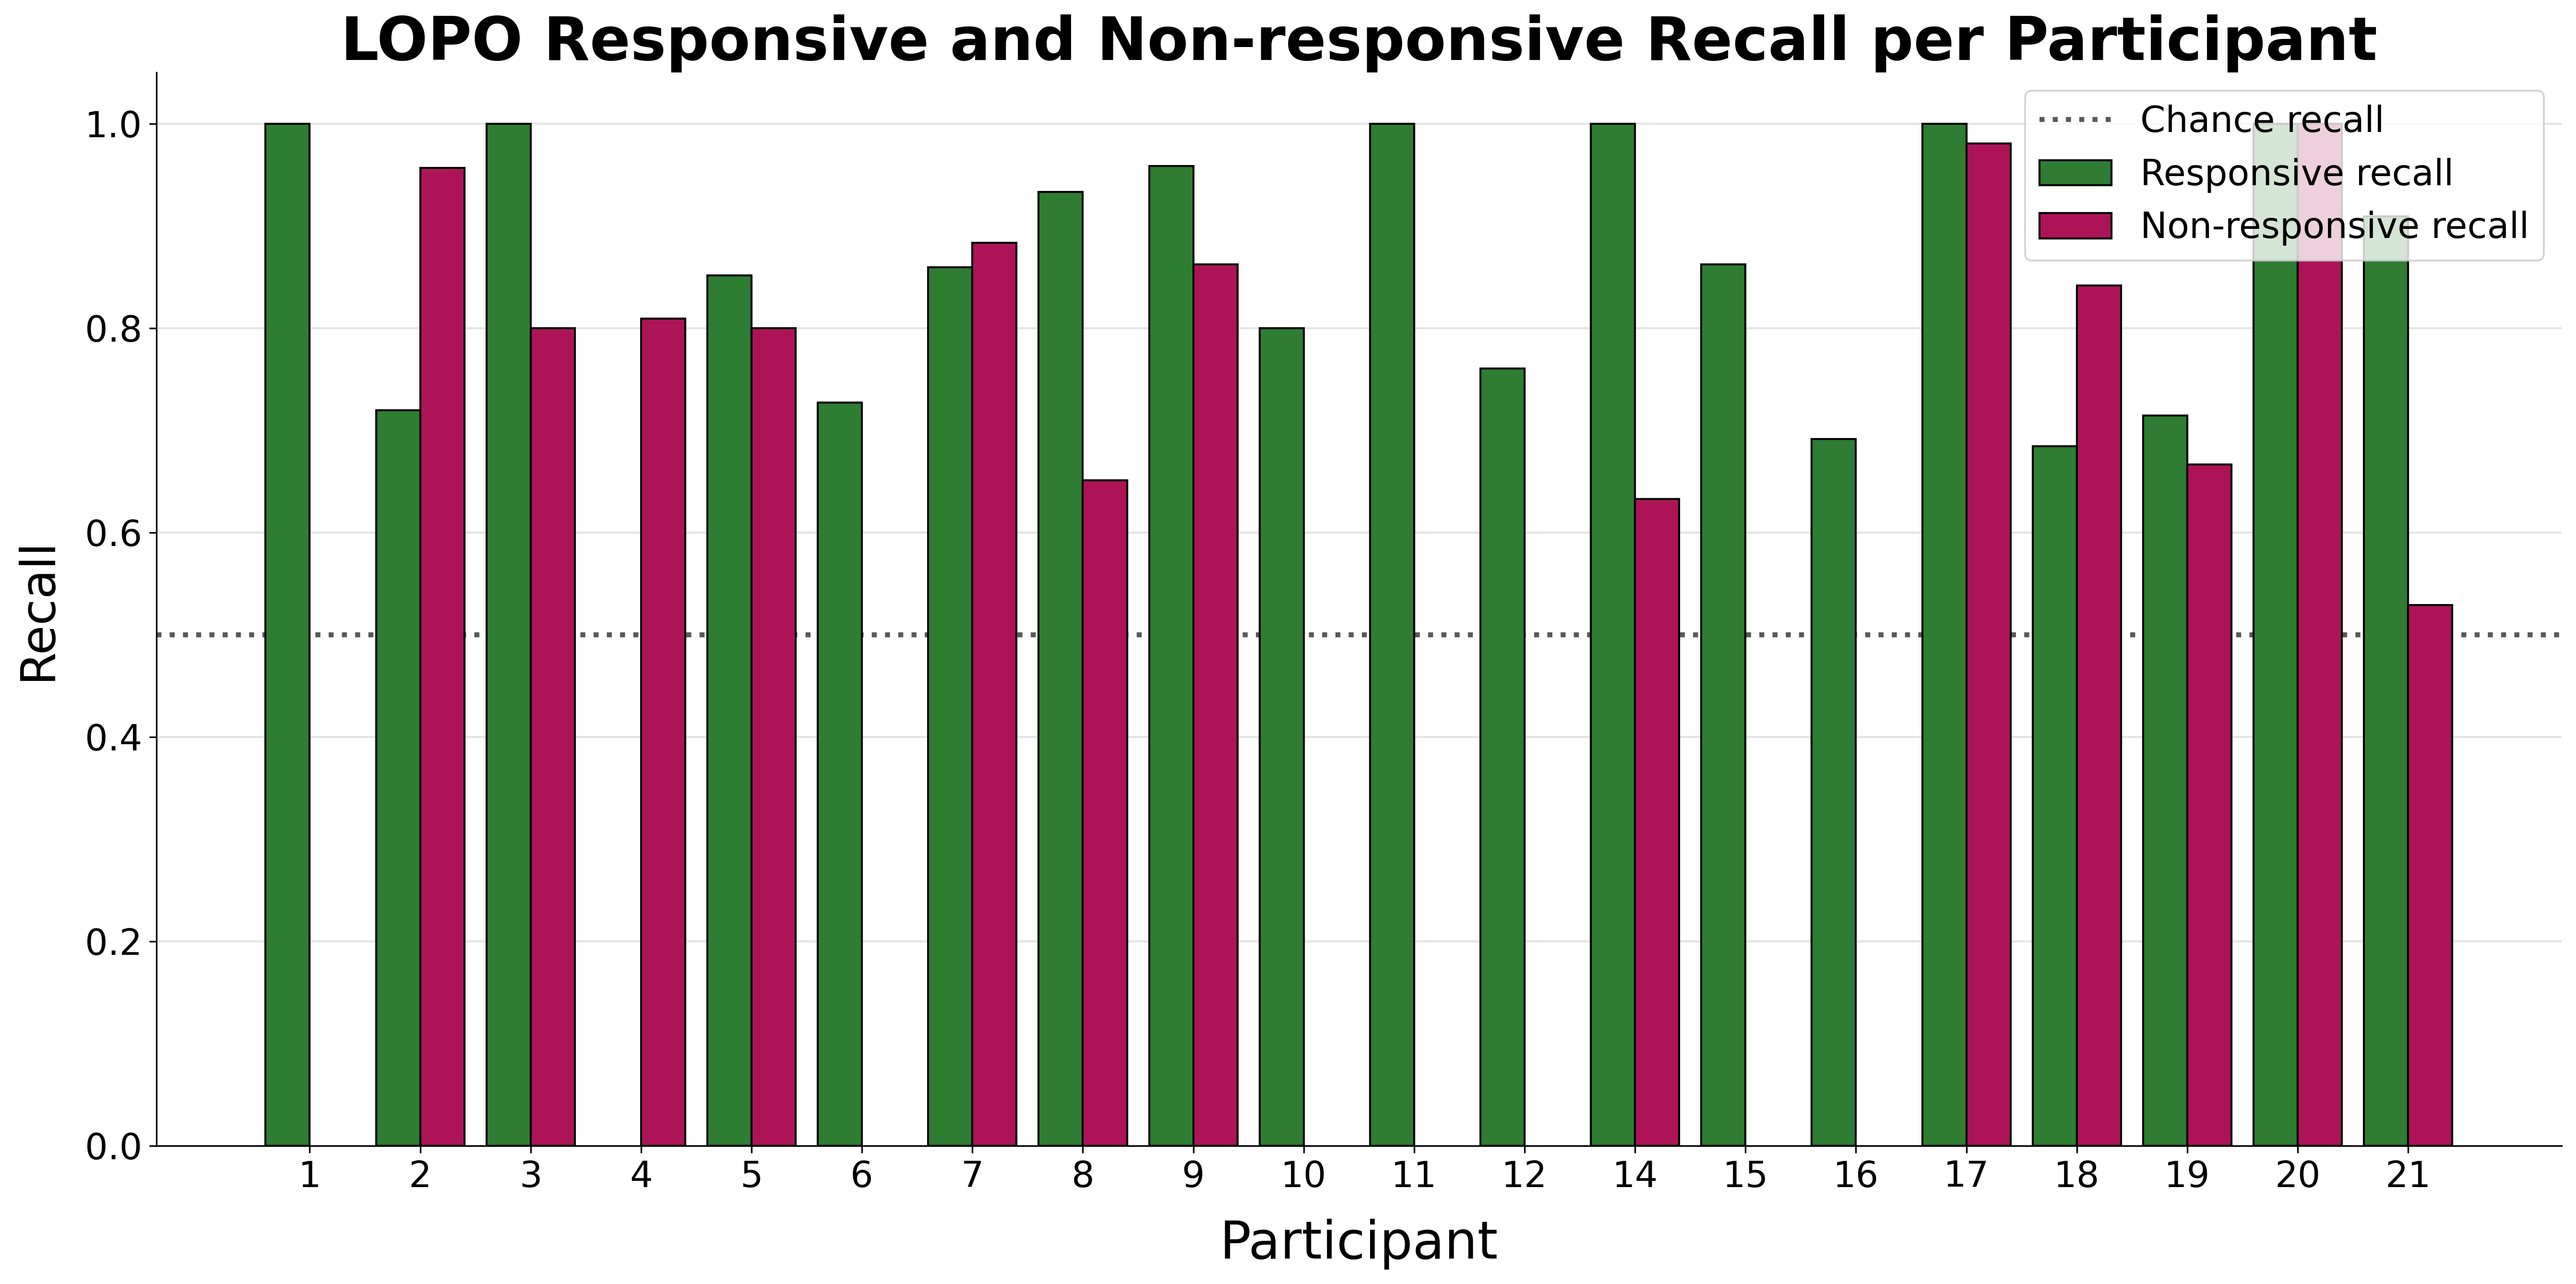 LOPO Responsive and Non-responsive Recall per Participant
Chance recall
Responsive recall
Non-responsive recall
1.0
0.8
0.6
0.4
0.2
0.0
Recall
1 2 3 4 5 6 7 8 9 10 11 12 14 15 16 17 18 19 20 21
Participant